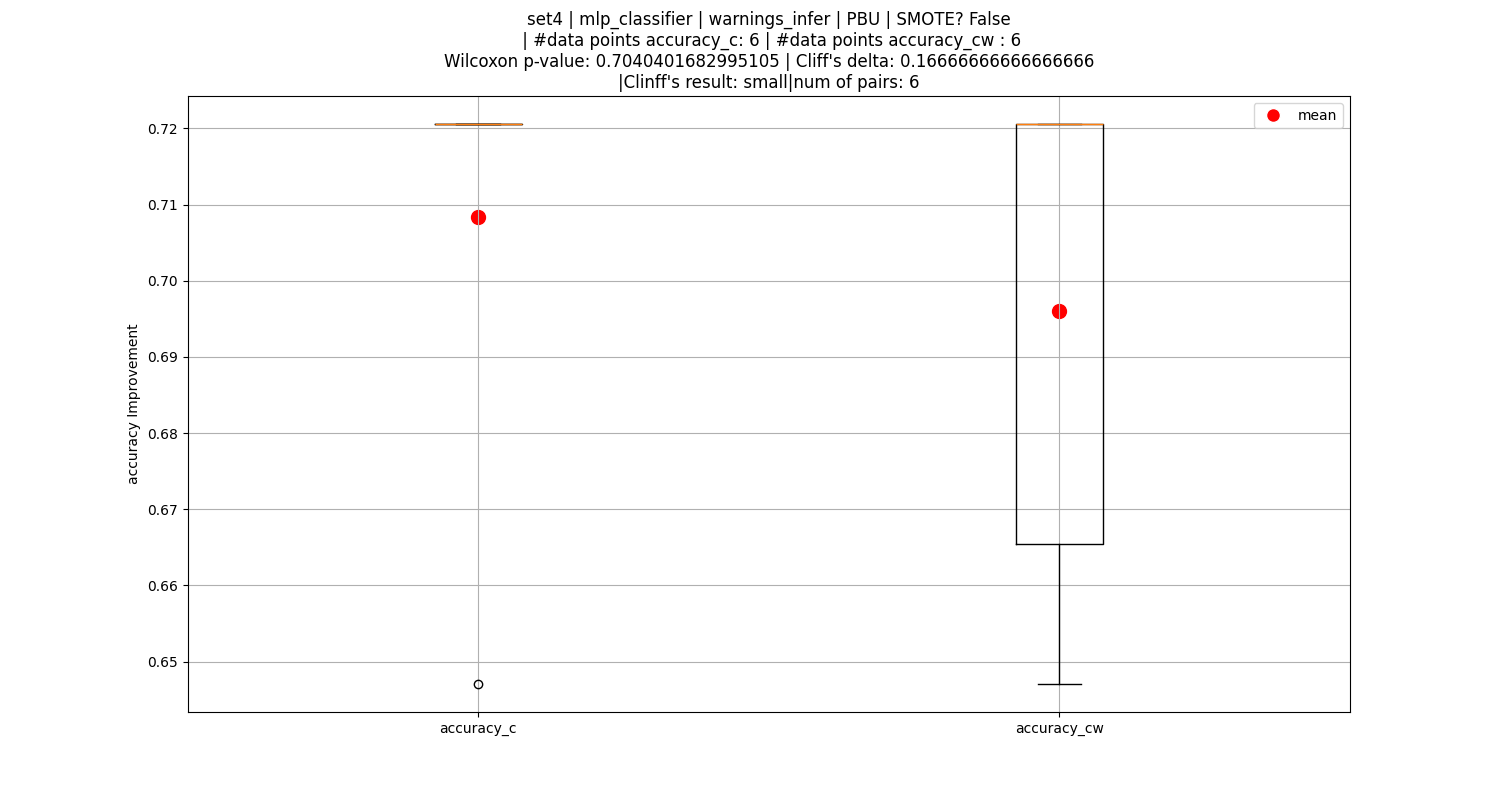 set4 | mlp_classifier | warnings_infer | PBU | SMOTE? False
| #data points accuracy_c: 6 | #data points accuracy_cw : 6
Wilcoxon p-value: 0.7040401682995105 | Cliff's delta: 0.16666666666666666
|Clinff's result: small|num of pairs: 6
mean
0.72
0.71
0.70
0.69
0.68
0.67
0.66
0.65
accuracy Improvement
accuracy_c
accuracy_cw